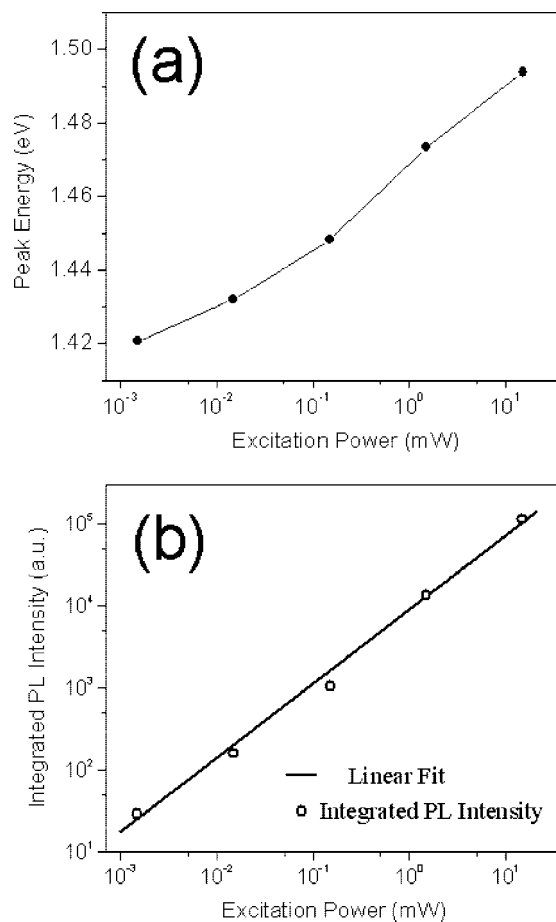 (a)
Peak Energy (eV)
1.50
1.48
1.46
1.44
1.42
10⁻³ 10⁻² 10⁻¹ 10⁰ 10¹
Excitation Power (mW)
(b)
Integrated PL Intensity (a.u.)
10⁵
10⁴
10³
10²
10¹
Linear Fit
Integrated PL Intensity
10⁻³ 10⁻² 10⁻¹ 10⁰ 10¹
Excitation Power (mW)